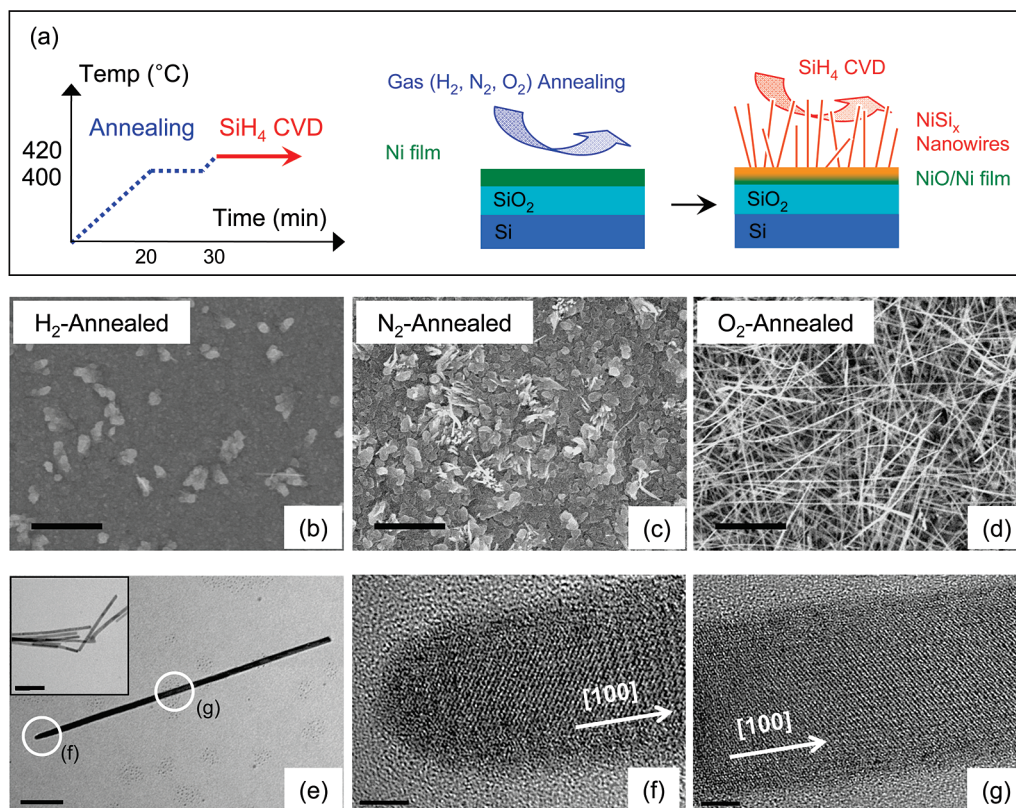 (a)
Temp (°C)
Annealing
SiH₄ CVD
420
400
Time (min)
20
30
Gas (H₂, N₂, O₂) Annealing
Ni film
SiO₂
Si
SiH₄ CVD
NiSiₓ
Nanowires
NiO/Ni film
SiO₂
Si
H₂-Annealed
(b)
N₂-Annealed
(c)
O₂-Annealed
(d)
(g)
(f)
(e)
[100]
(f)
[100]
(g)